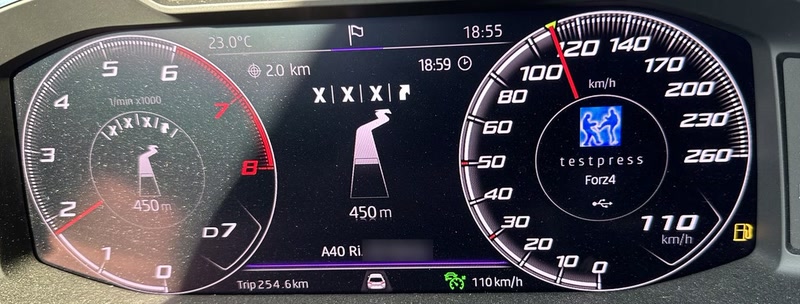 23.0°C
18:55
2.0 km
18:59
X | X | X |
450 m
A40 Ri
Trip 254.6 km
110 km/h
1/min x1000
0
1
2
3
4
5
6
7
8
450 m
D7
0
10
20
30
40
50
60
80
100
120
140
170
200
230
260
km/h
testpress
Forz4
110
km/h